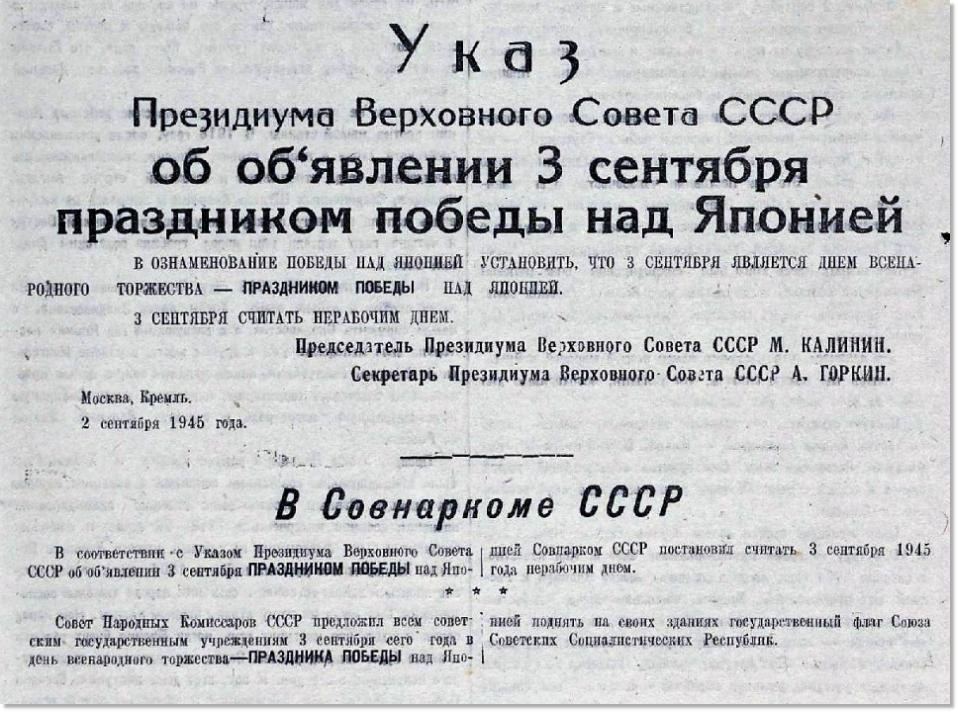 Указ
Президиума Верховного Совета СССР
об об‘явлении 3 сентября
праздником победы над Японией
В ОЗНАМЕНОВАНИЕ ПОБЕДЫ НАД ЯПОНИЕЙ УСТАНОВИТЬ, ЧТО 3 СЕНТЯБРЯ ЯВЛЯЕТСЯ ДНЕМ ВСЕНА-
РОДНОГО ТОРЖЕСТВА — ПРАЗДНИКОМ ПОБЕДЫ НАД ЯПОНИЕЙ.
3 СЕНТЯБРЯ СЧИТАТЬ НЕРАБОЧИМ ДНЕМ.
Председатель Президиума Верховного Совета СССР М. КАЛИНИН.
Секретарь Президиума Верховного Совета СССР А. ГОРКИН.
Москва, Кремль.
2 сентября 1945 года.
В Совнаркоме СССР
В соответствии с Указом Президиума Верховного Совета
СССР об об‘явлении 3 сентября ПРАЗДНИКОМ ПОБЕДЫ над Япо-
нией Совнарком СССР постановил считать 3 сентября 1945
года нерабочим днем.
* * *
Совет Народных Комиссаров СССР предложил всем совет-
ским государственным учреждениям 3 сентября сего года в
день всенародного торжества—ПРАЗДНИКА ПОБЕДЫ над Япо-
нией поднять на своих зданиях государственный флаг Союза
Советских Социалистических Республик.